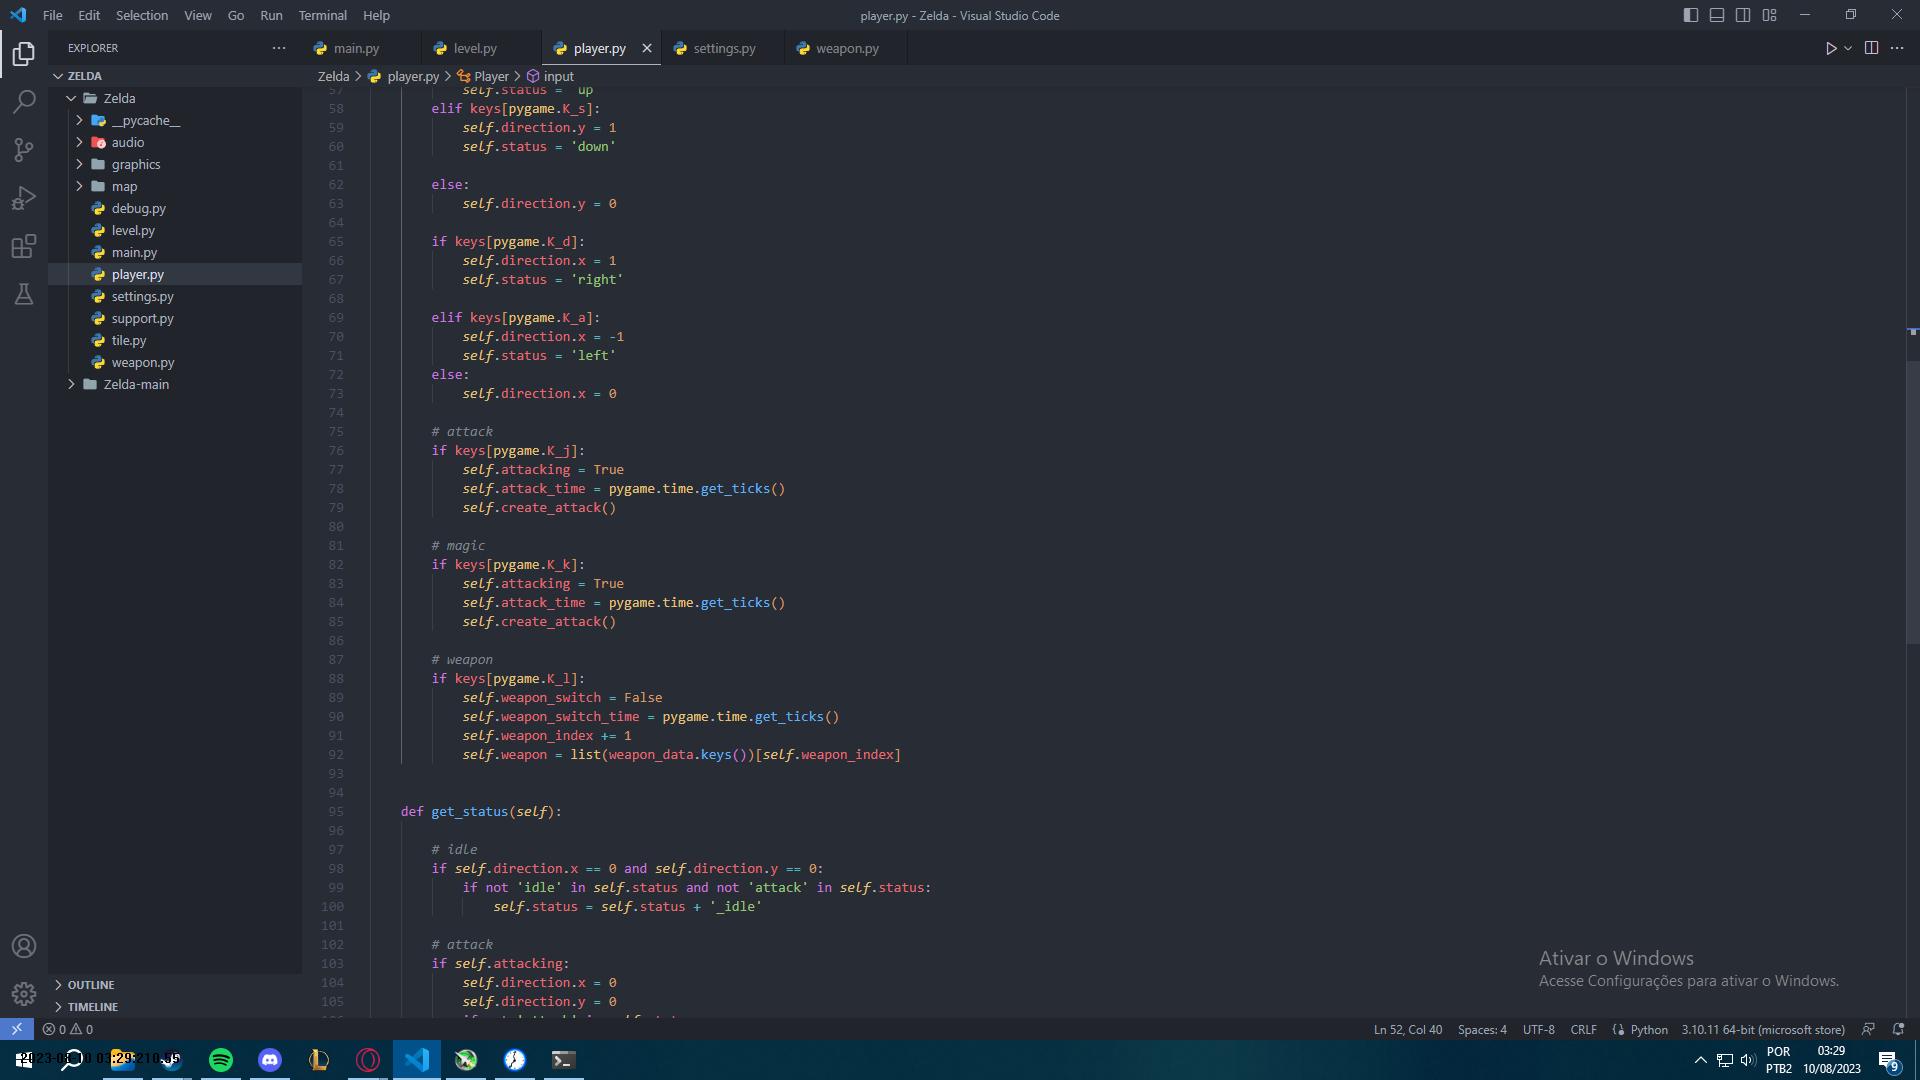 File Edit Selection View Go Run Terminal Help
player.py - Zelda - Visual Studio Code
EXPLORER
main.py
level.py
player.py
settings.py
weapon.py
ZELDA
Zelda > player.py > Player > input
Zelda
__pycache__
audio
graphics
map
debug.py
level.py
main.py
player.py
settings.py
support.py
tile.py
weapon.py
Zelda-main
OUTLINE
TIMELINE
57 self.status = 'up
58 elif keys[pygame.K_s]:
59 self.direction.y = 1
60 self.status = 'down'
61
62 else:
63 self.direction.y = 0
64
65 if keys[pygame.K_d]:
66 self.direction.x = 1
67 self.status = 'right'
68
69 elif keys[pygame.K_a]:
70 self.direction.x = -1
71 self.status = 'left'
72 else:
73 self.direction.x = 0
74
75 # attack
76 if keys[pygame.K_j]:
77 self.attacking = True
78 self.attack_time = pygame.time.get_ticks()
79 self.create_attack()
80
81 # magic
82 if keys[pygame.K_k]:
83 self.attacking = True
84 self.attack_time = pygame.time.get_ticks()
85 self.create_attack()
86
87 # weapon
88 if keys[pygame.K_l]:
89 self.weapon_switch = False
90 self.weapon_switch_time = pygame.time.get_ticks()
91 self.weapon_index += 1
92 self.weapon = list(weapon_data.keys())[self.weapon_index]
93
94
95 def get_status(self):
96
97 # idle
98 if self.direction.x == 0 and self.direction.y == 0:
99 if not 'idle' in self.status and not 'attack' in self.status:
100 self.status = self.status + '_idle'
101
102 # attack
103 if self.attacking:
104 self.direction.x = 0
105 self.direction.y = 0
Ativar o Windows
Acesse Configurações para ativar o Windows.
0 0
Ln 52, Col 40 Spaces: 4 UTF-8 CRLF Python 3.10.11 64-bit (microsoft store)
POR
PTB2
03:29
10/08/2023
9